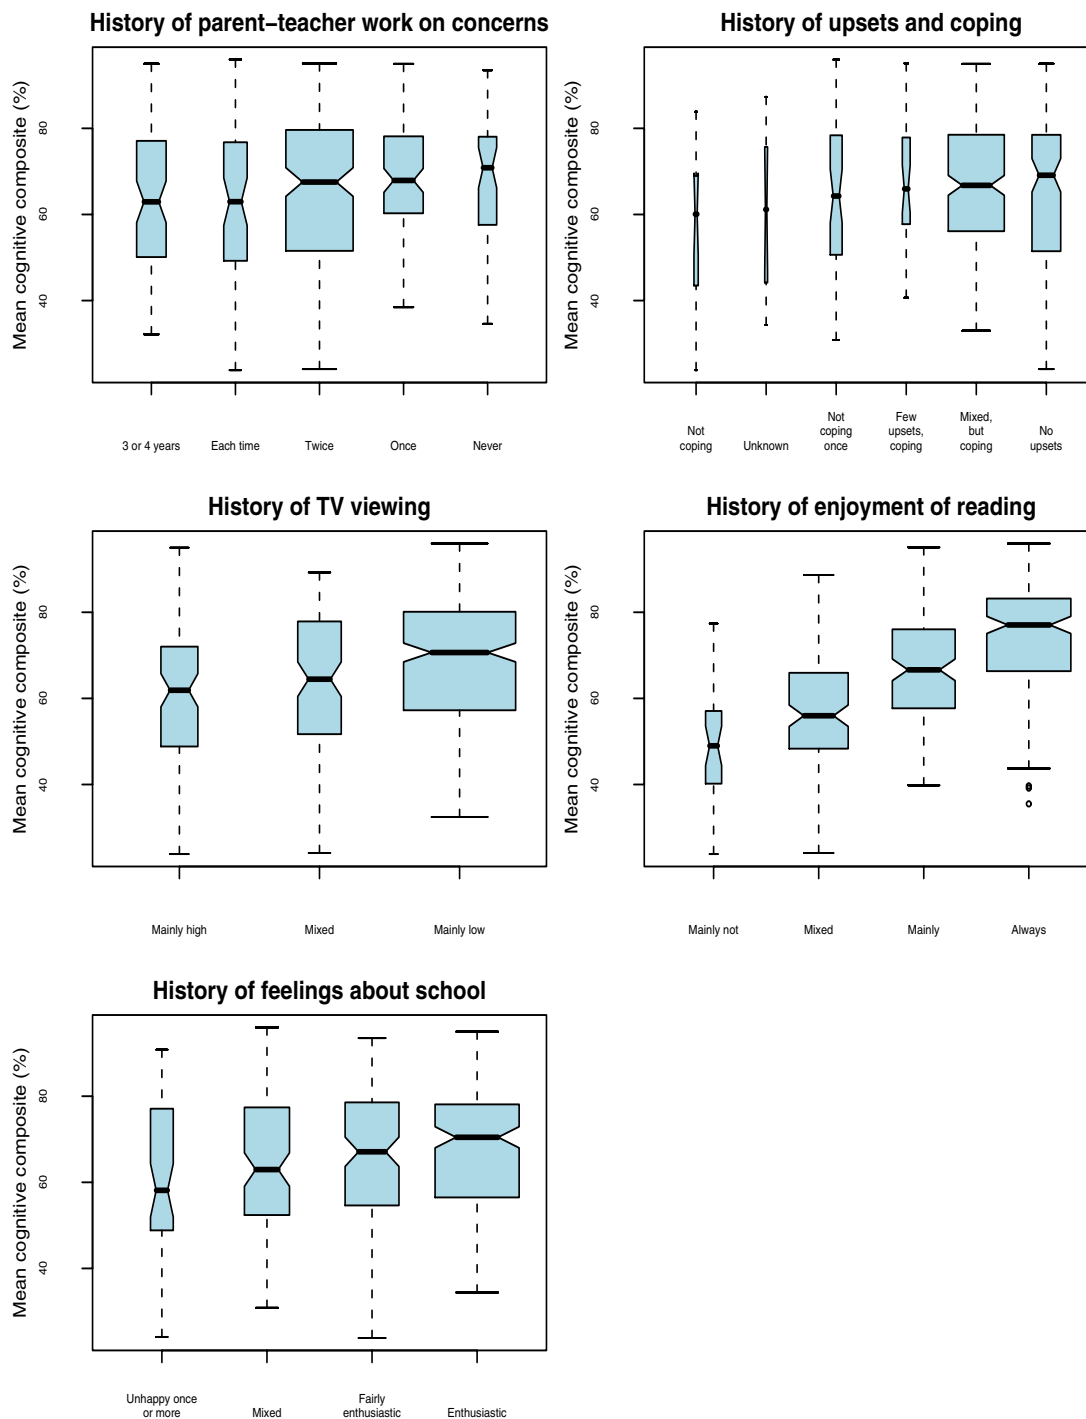 History of parent–teacher work on concerns
Mean cognitive composite (%)
80
60
40
3 or 4 years Each time Twice Once Never
History of upsets and coping
Mean cognitive composite (%)
80
60
40
Not coping
Unknown
Not coping once
Few upsets, coping
Mixed, but coping
No upsets
History of TV viewing
Mean cognitive composite (%)
80
60
40
Mainly high Mixed Mainly low
History of enjoyment of reading
Mean cognitive composite (%)
80
60
40
Mainly not Mixed Mainly Always
History of feelings about school
Mean cognitive composite (%)
80
60
40
Unhappy once
or more
Mixed
Fairly
enthusiastic
Enthusiastic